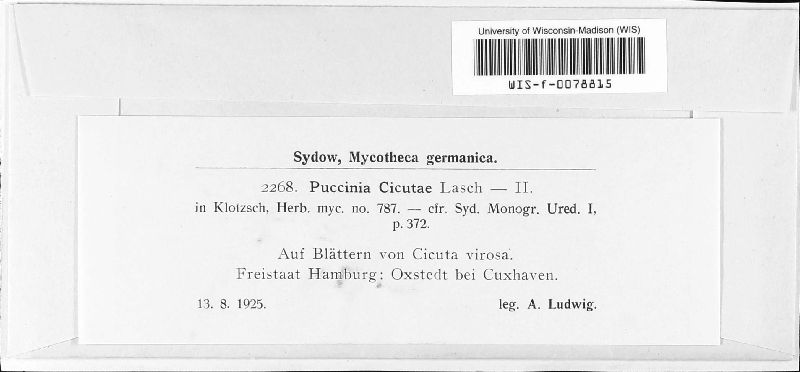 University of Wisconsin-Madison (WIS)
WIS-f-0078815
Sydow, Mycotheca germanica.
2268. Puccinia Cicutae Lasch — II.
in Klotzsch, Herb. myc. no. 787. — cfr. Syd. Monogr. Ured. I,
p. 372.
Auf Blättern von Cicuta virosa.
Freistaat Hamburg: Oxstedt bei Cuxhaven.
13. 8. 1925. leg. A. Ludwig.